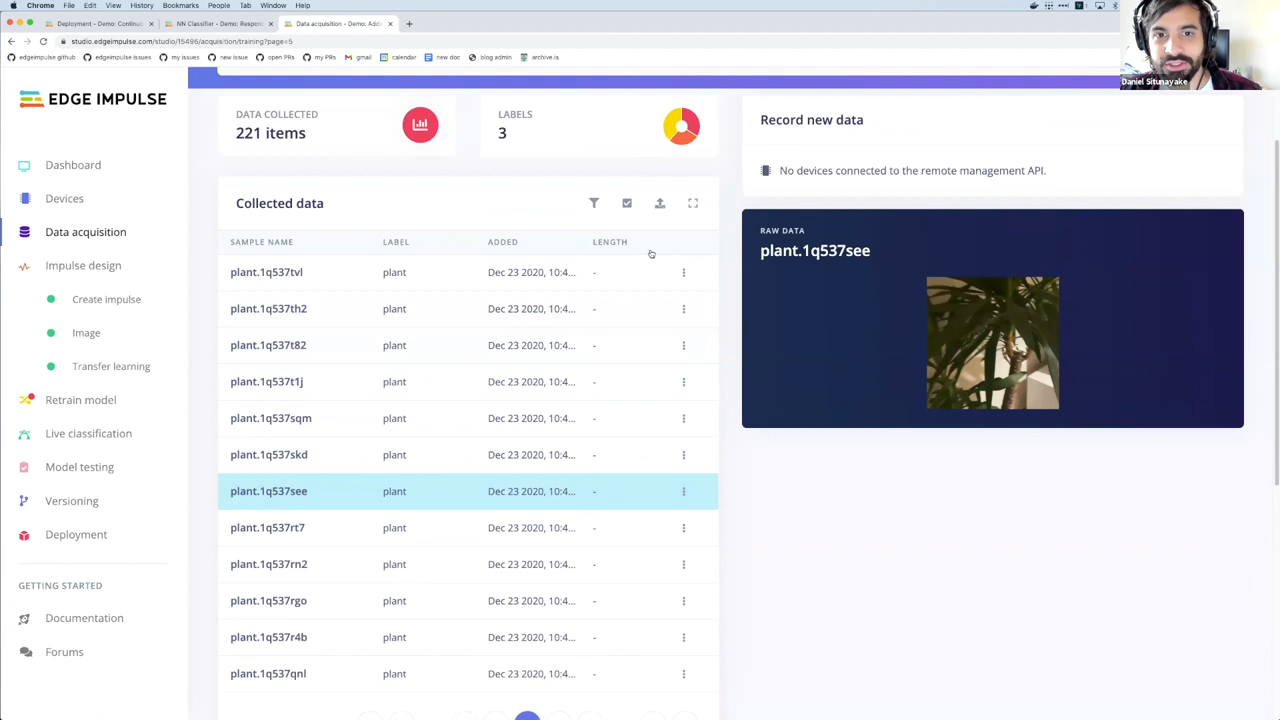 Chrome File Edit View History Bookmarks People Tab Window Help
Deployment - Demo: Continuo
NN Classifier - Demo: Respon
Data acquisition - Demo: Addi
studio.edgeimpulse.com/studio/15496/acquisition/training?page=5
edgeimpulse github edgeimpulse issues my issues new issue open PRs my PRs gmail calendar new doc blog admin archive.is
Daniel Situnayake
EDGE IMPULSE
Dashboard
Devices
Data acquisition
Impulse design
Create impulse
Image
Transfer learning
Retrain model
Live classification
Model testing
Versioning
Deployment
GETTING STARTED
Documentation
Forums
DATA COLLECTED
221 items
LABELS
3
Collected data
SAMPLE NAME LABEL ADDED LENGTH
plant.1q537tvl plant Dec 23 2020, 10:4... -
plant.1q537th2 plant Dec 23 2020, 10:4... -
plant.1q537t82 plant Dec 23 2020, 10:4... -
plant.1q537t1j plant Dec 23 2020, 10:4... -
plant.1q537sqm plant Dec 23 2020, 10:4... -
plant.1q537skd plant Dec 23 2020, 10:4... -
plant.1q537see plant Dec 23 2020, 10:4... -
plant.1q537rt7 plant Dec 23 2020, 10:4... -
plant.1q537rn2 plant Dec 23 2020, 10:4... -
plant.1q537rgo plant Dec 23 2020, 10:4... -
plant.1q537r4b plant Dec 23 2020, 10:4... -
plant.1q537qnl plant Dec 23 2020, 10:4... -
Record new data
No devices connected to the remote management API.
RAW DATA
plant.1q537see